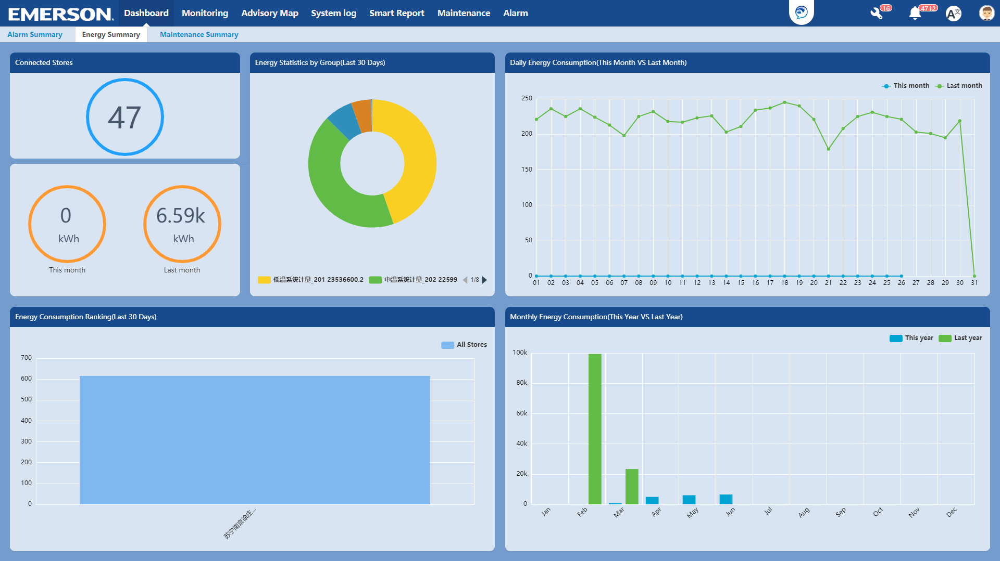 EMERSON.
Dashboard Monitoring Advisory Map System log Smart Report Maintenance Alarm
16
4712
A文
Alarm Summary Energy Summary Maintenance Summary
Connected Stores
47
0
kWh
This month
6.59k
kWh
Last month
Energy Statistics by Group(Last 30 Days)
低温系统计量_201 23536600.2 中温系统计量_202 22599 1/8
Daily Energy Consumption(This Month VS Last Month)
This month Last month
250
200
150
100
50
0
01 02 03 04 05 06 07 08 09 10 11 12 13 14 15 16 17 18 19 20 21 22 23 24 25 26 27 28 29 30 31
Energy Consumption Ranking(Last 30 Days)
All Stores
700
600
500
400
300
200
100
0
苏宁南京徐庄...
Monthly Energy Consumption(This Year VS Last Year)
This year Last year
100k
80k
60k
40k
20k
0
Jan Feb Mar Apr May Jun Jul Aug Sep Oct Nov Dec